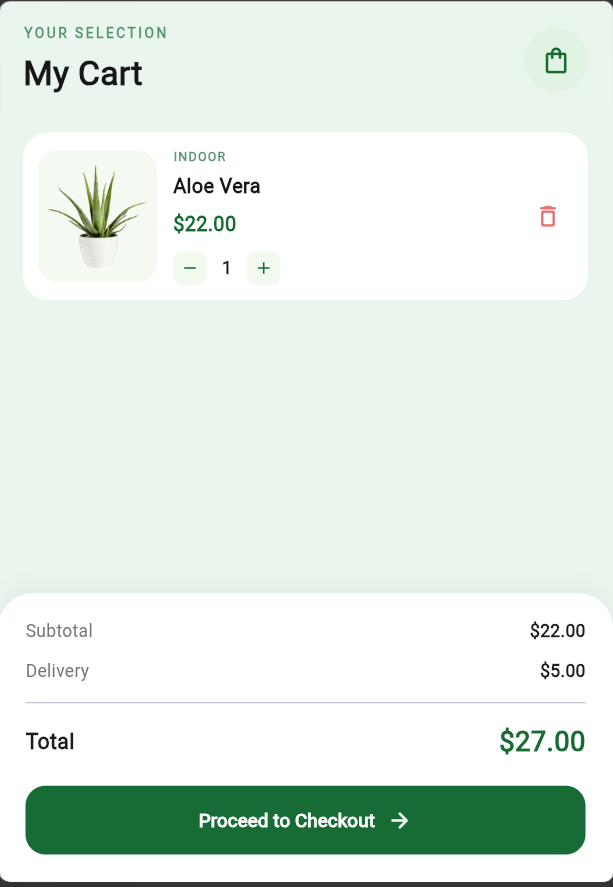 YOUR SELECTION
My Cart
INDOOR
Aloe Vera
$22.00
− 1 +
Subtotal $22.00
Delivery $5.00
Total $27.00
Proceed to Checkout →